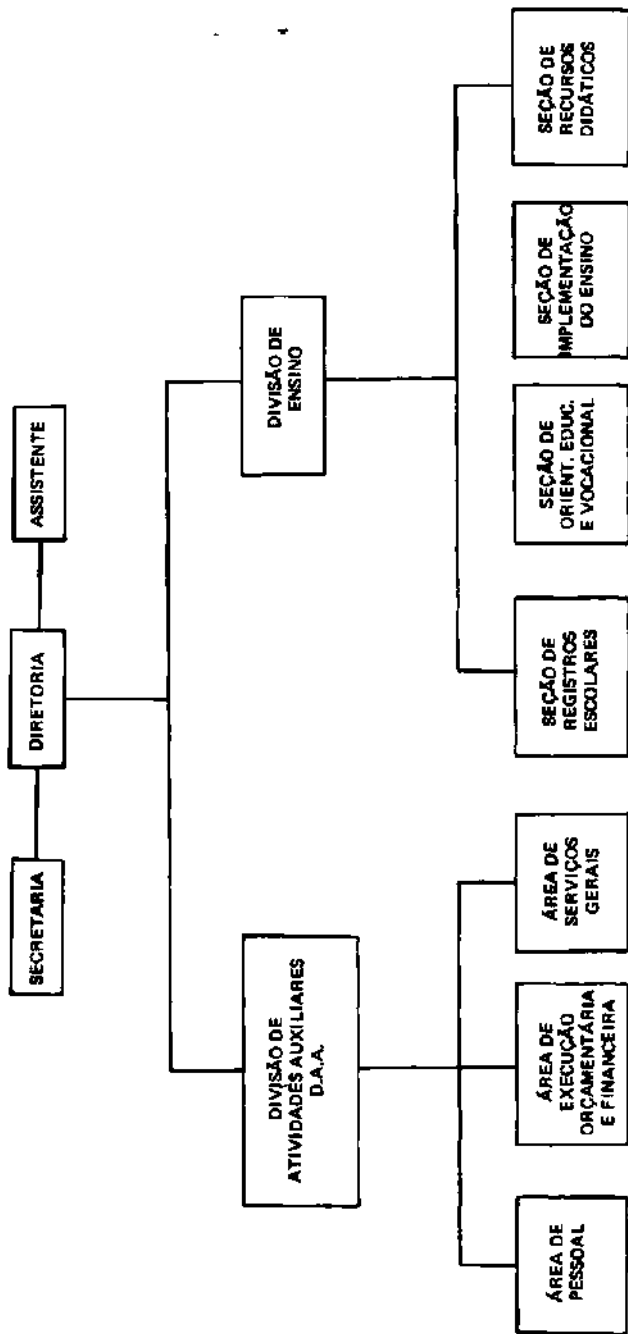 SECRETARIA
DIRETORIA
ASSISTENTE
DIVISÃO DE
ATIVIDADES AUXILIARES
D.A.A.
DIVISÃO DE
ENSINO
ÁREA DE
PESSOAL
ÁREA DE
EXECUÇÃO
ORÇAMENTÁRIA
E FINANCEIRA
ÁREA DE
SERVIÇOS
GERAIS
SEÇÃO DE
REGISTROS
ESCOLARES
SEÇÃO DE
ORIENT. EDUC.
E VOCACIONAL
SEÇÃO DE
IMPLEMENTAÇÃO
DO ENSINO
SEÇÃO DE
RECURSOS
DIDÁTICOS